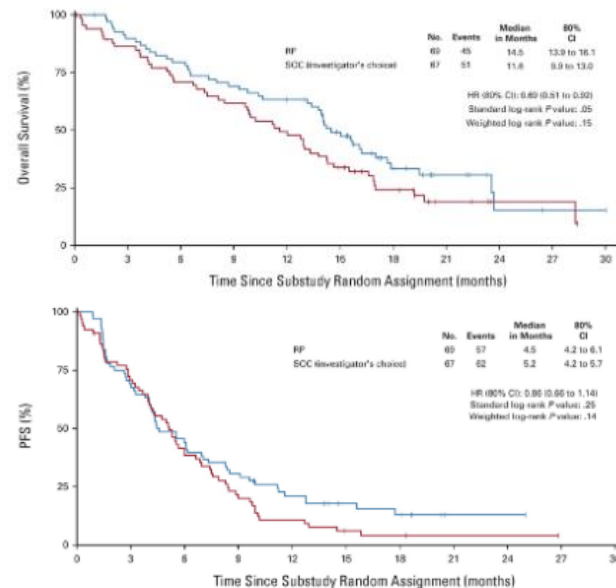 100
75
50
25
0
Overall Survival (%)
Median 80%
No. Events in Months CI
RP 69 45 14.5 13.9 to 16.1
SOC (investigator's choice) 67 51 11.6 9.9 to 13.0
HR (80% CI): 0.69 (0.51 to 0.92)
Standard log-rank P value: .05
Weighted log-rank P value: .15
0 3 6 9 12 15 18 21 24 27 30
Time Since Substudy Random Assignment (months)
100
75
50
25
0
PFS (%)
Median 80%
No. Events in Months CI
RP 69 57 4.5 4.2 to 6.1
SOC (investigator's choice) 67 62 5.2 4.2 to 5.7
HR (80% CI): 0.86 (0.66 to 1.14)
Standard log-rank P value: .25
Weighted log-rank P value: .14
0 3 6 9 12 15 18 21 24 27 30
Time Since Substudy Random Assignment (months)